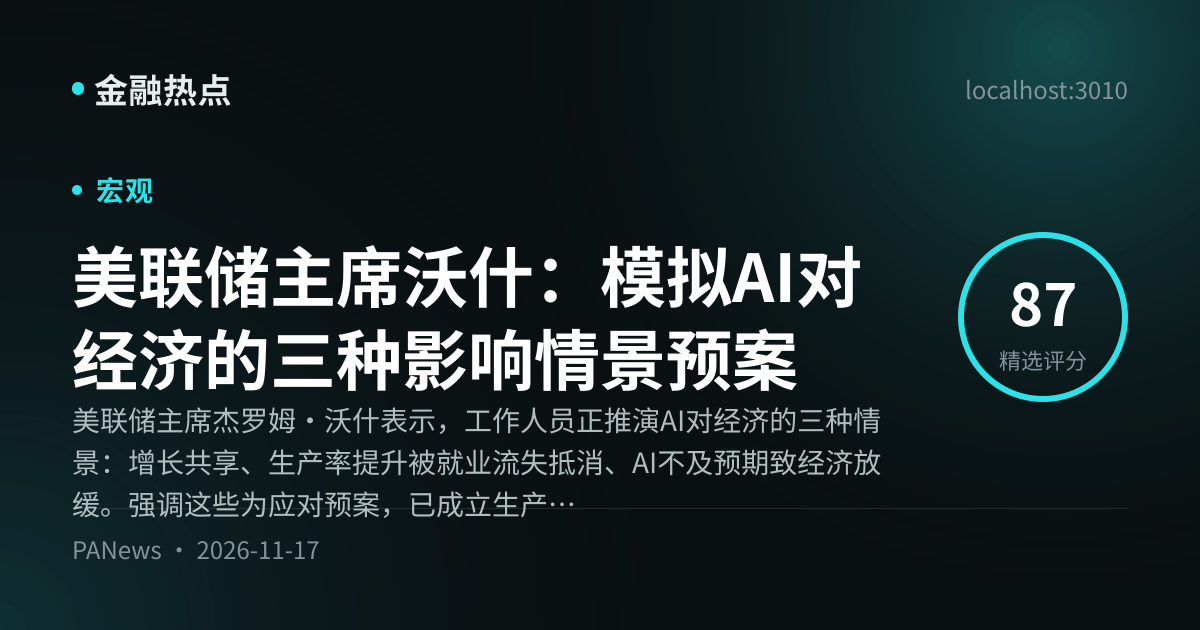 金融热点
localhost:3010
宏观
美联储主席沃什：模拟AI对
经济的三种影响情景预案
87
精选评分
美联储主席杰罗姆·沃什表示，工作人员正推演AI对经济的三种情
景：增长共享、生产率提升被就业流失抵消、AI不及预期致经济放
缓。强调这些为应对预案，已成立生产…
PANews · 2026-11-17